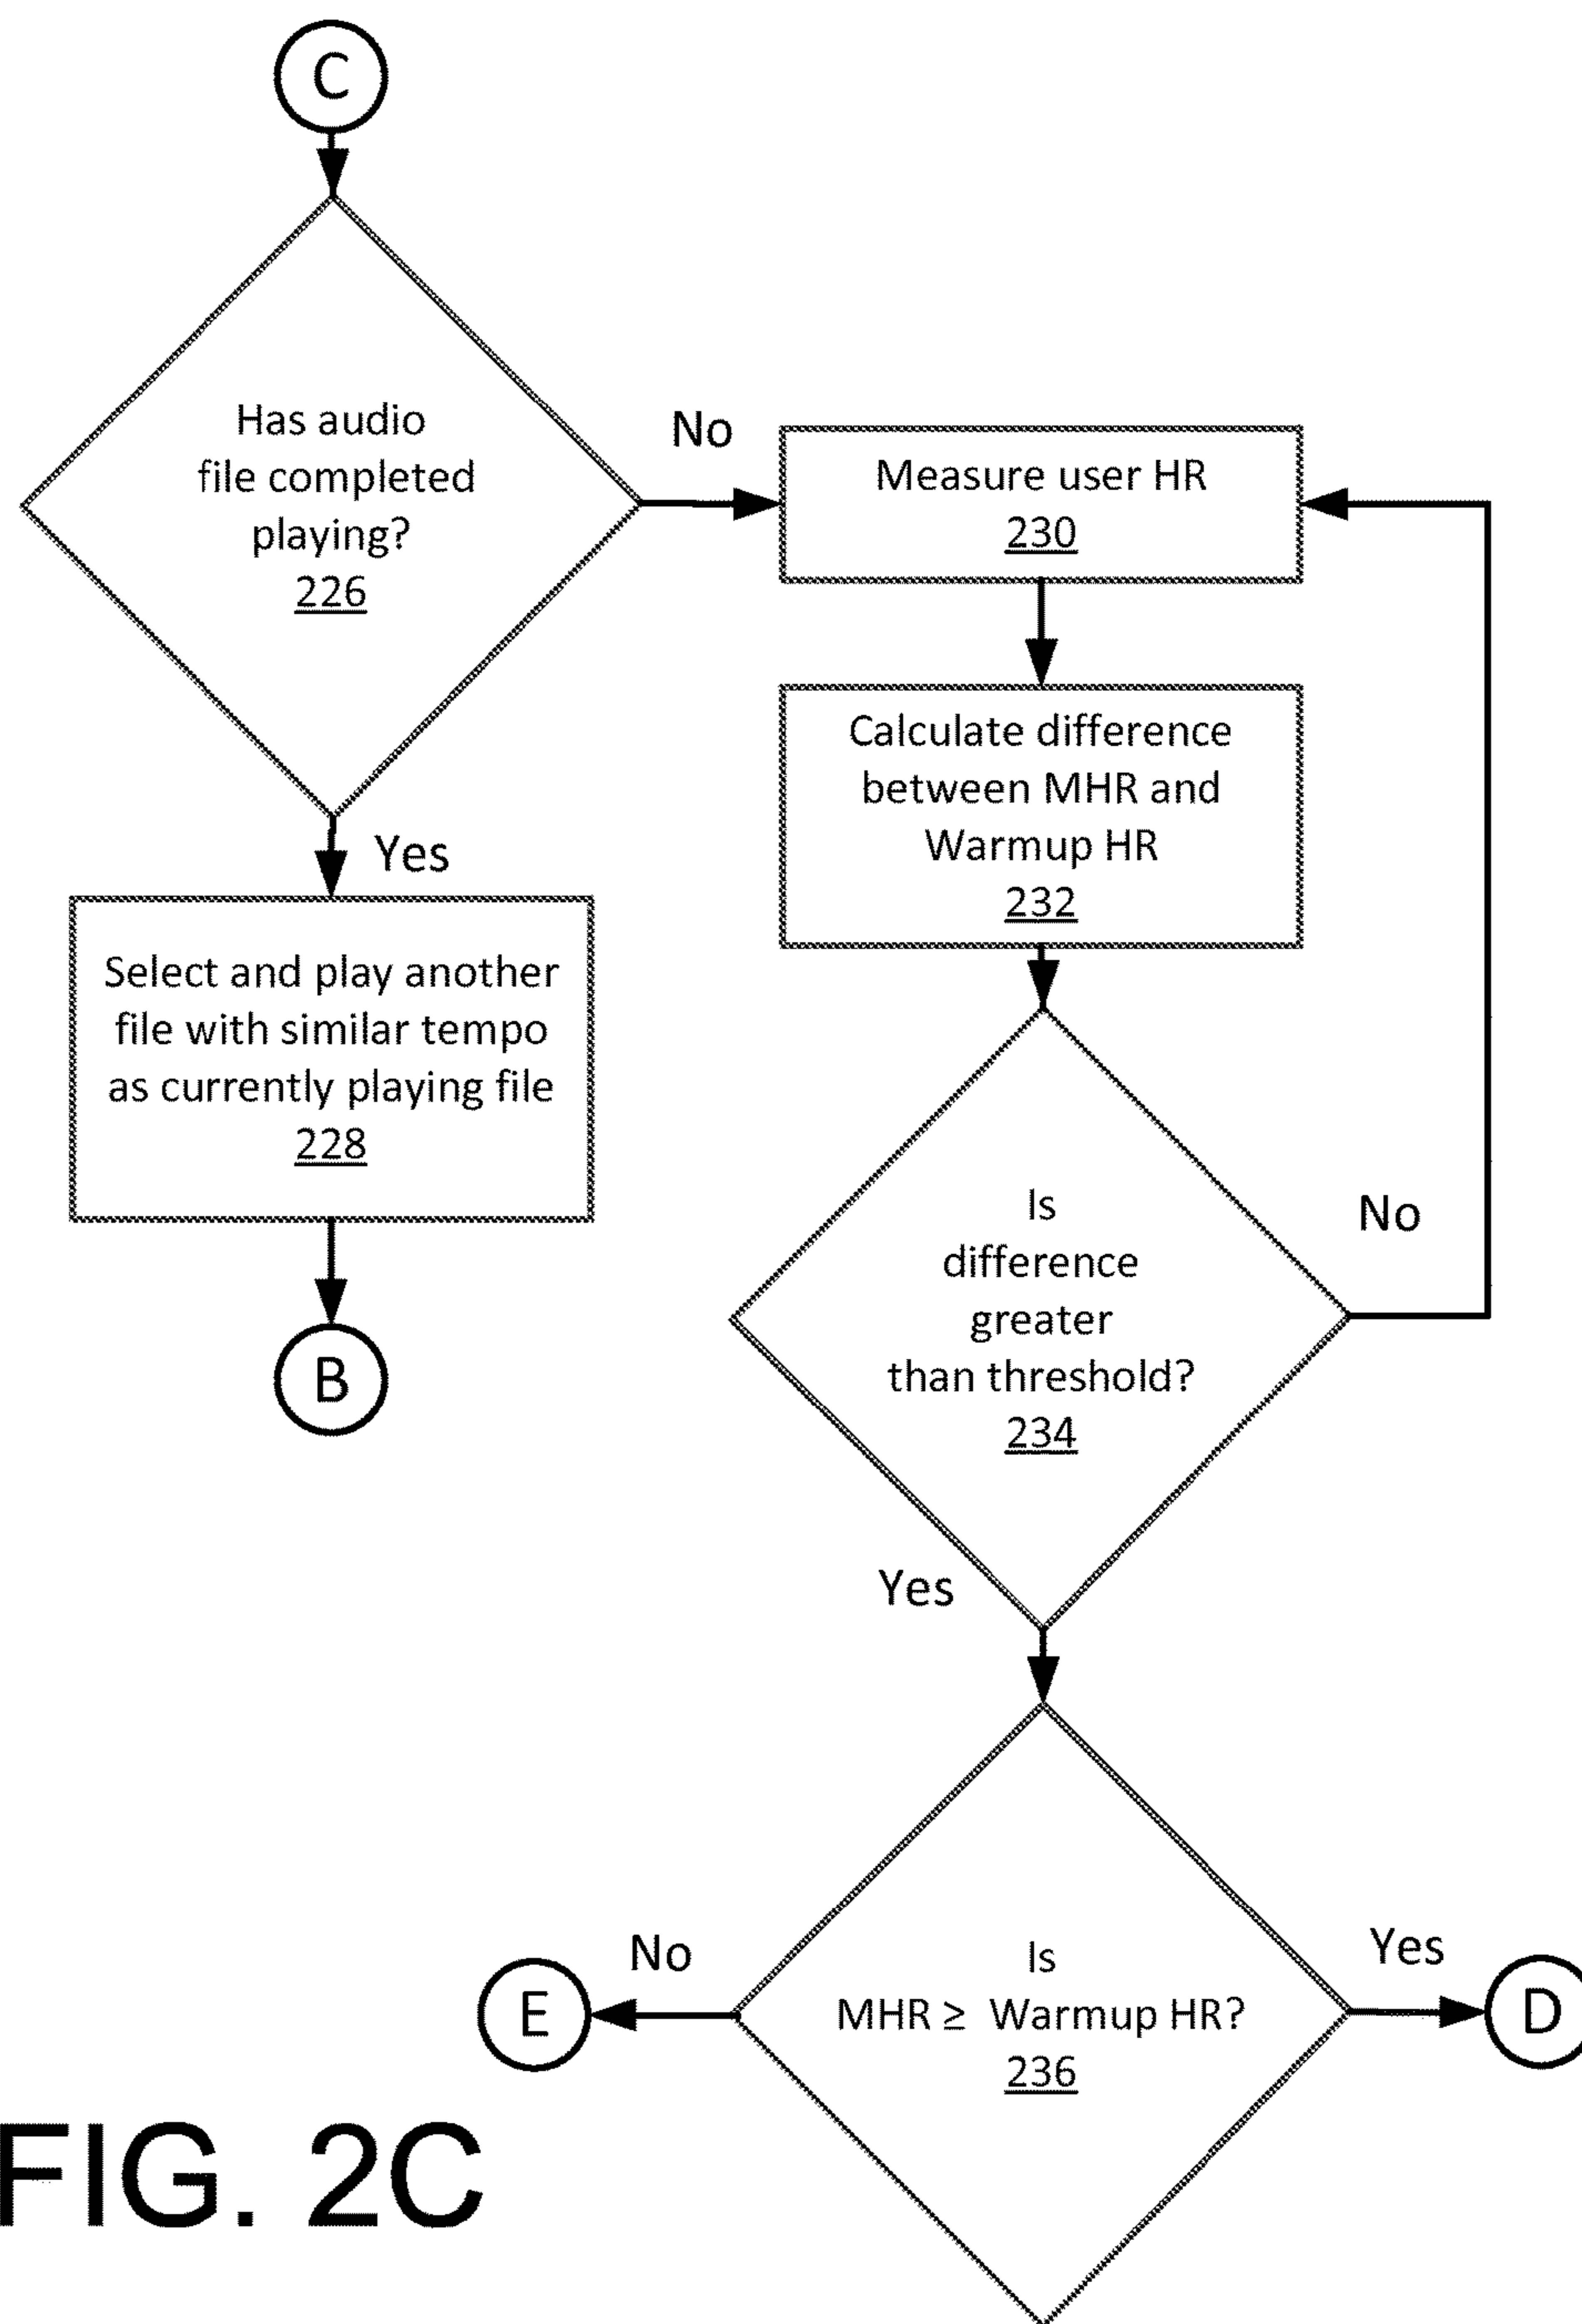 C
Has audio
file completed
playing?
226
No
Measure user HR
230
Calculate difference
between MHR and
Warmup HR
232
Yes
Select and play another
file with similar tempo
as currently playing file
228
B
Is
difference
greater
than threshold?
234
No
Yes
Is
MHR ≥ Warmup HR?
236
No
E
Yes
D
FIG. 2C